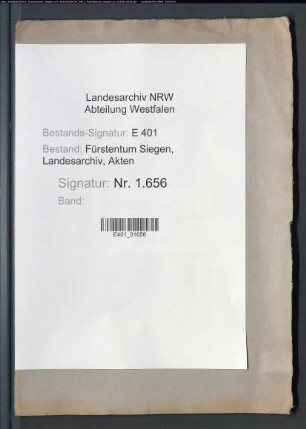 Landesarchiv NRW
Abteilung Westfalen
Bestands-Signatur: E 401
Bestand: Fürstentum Siegen,
Landesarchiv, Akten
Signatur: Nr. 1.656
Band:
E401_01656